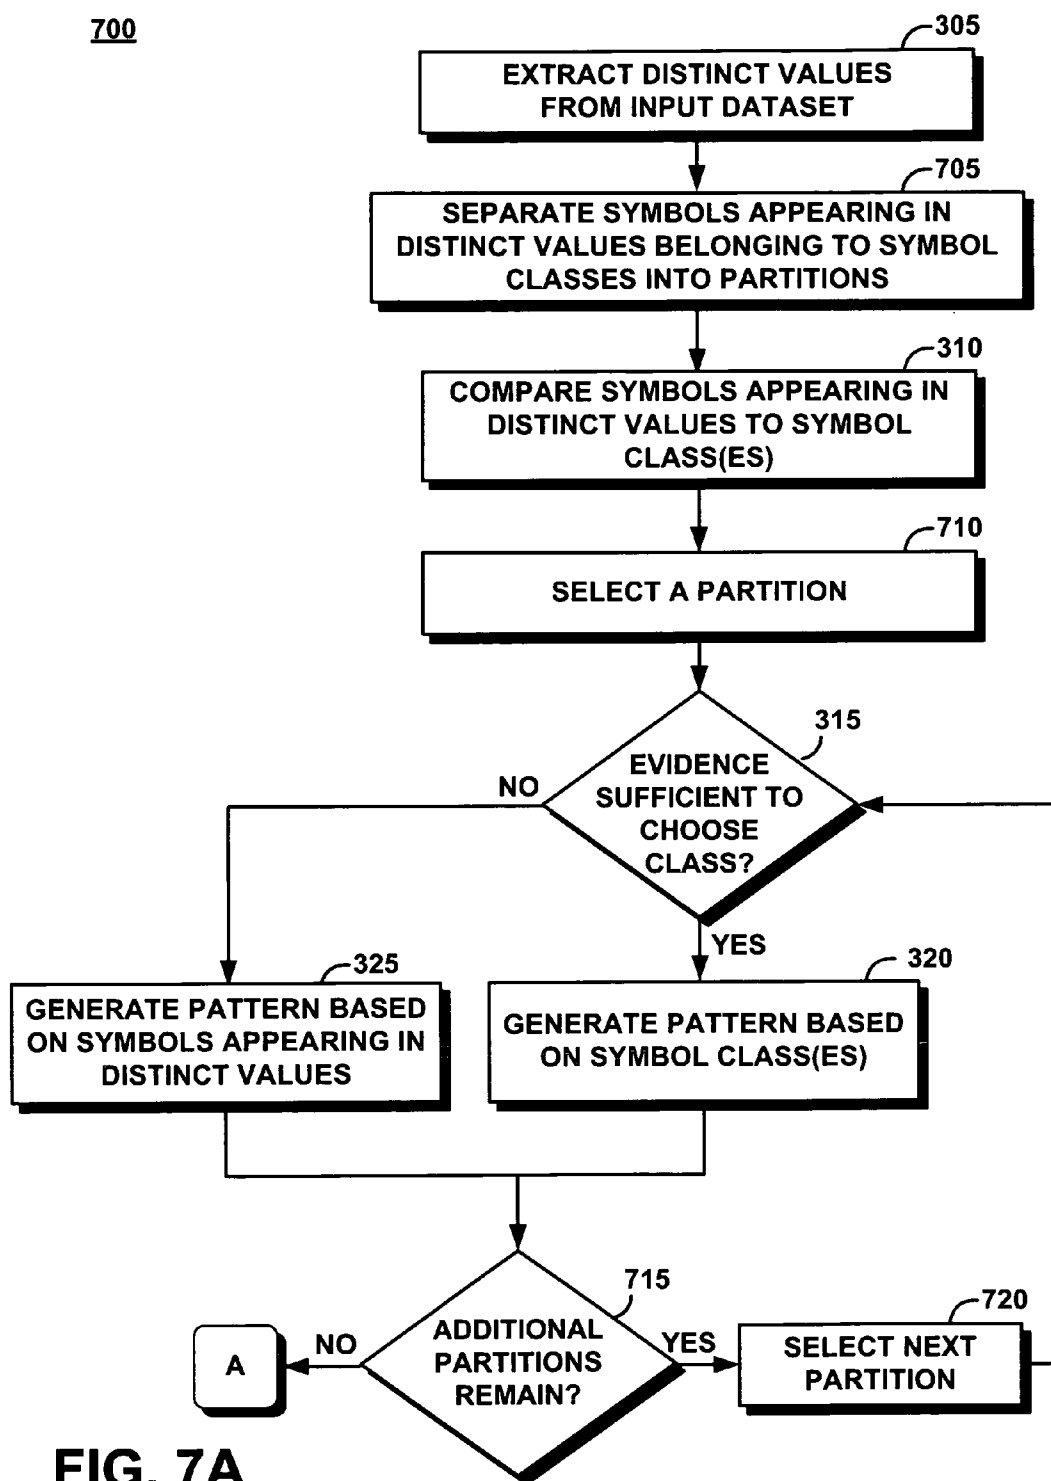 700
305
EXTRACT DISTINCT VALUES
FROM INPUT DATASET
705
SEPARATE SYMBOLS APPEARING IN
DISTINCT VALUES BELONGING TO SYMBOL
CLASSES INTO PARTITIONS
310
COMPARE SYMBOLS APPEARING IN
DISTINCT VALUES TO SYMBOL
CLASS(ES)
710
SELECT A PARTITION
315
EVIDENCE
SUFFICIENT TO
CHOOSE
CLASS?
NO
YES
325
GENERATE PATTERN BASED
ON SYMBOLS APPEARING IN
DISTINCT VALUES
320
GENERATE PATTERN BASED
ON SYMBOL CLASS(ES)
715
ADDITIONAL
PARTITIONS
REMAIN?
NO
A
YES
720
SELECT NEXT
PARTITION
FIG. 7A